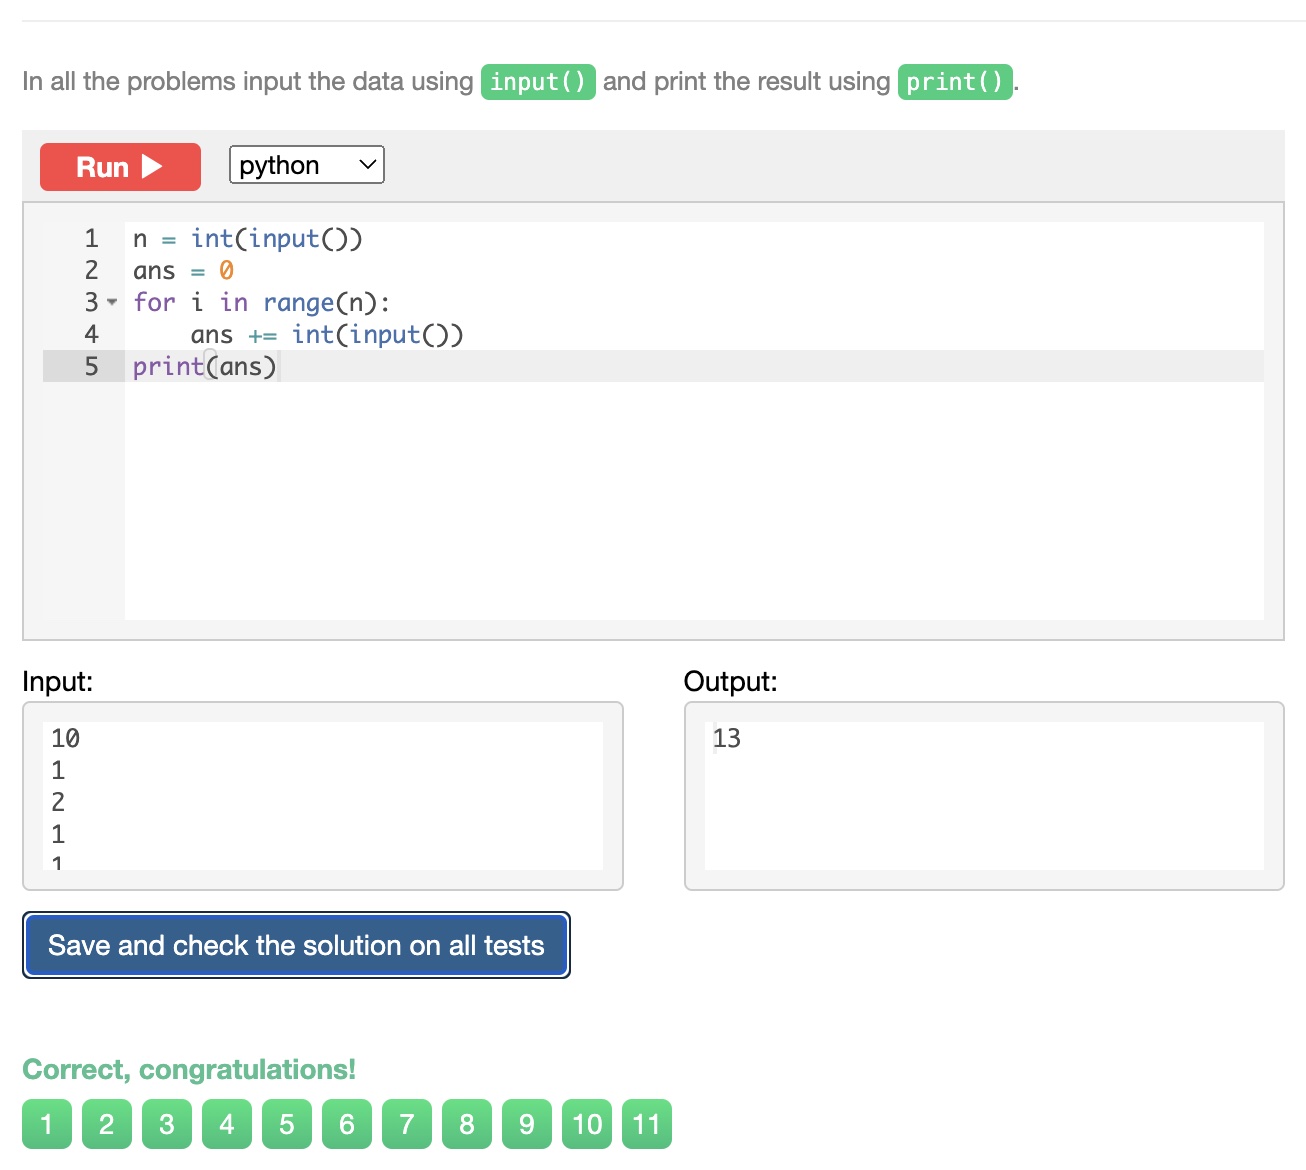 In all the problems input the data using input() and print the result using print().
Run
python
1 n = int(input())
2 ans = 0
3 for i in range(n):
4     ans += int(input())
5 print(ans)
Input:
Output:
10
1
2
1
1
13
Save and check the solution on all tests
Correct, congratulations!
1 2 3 4 5 6 7 8 9 10 11